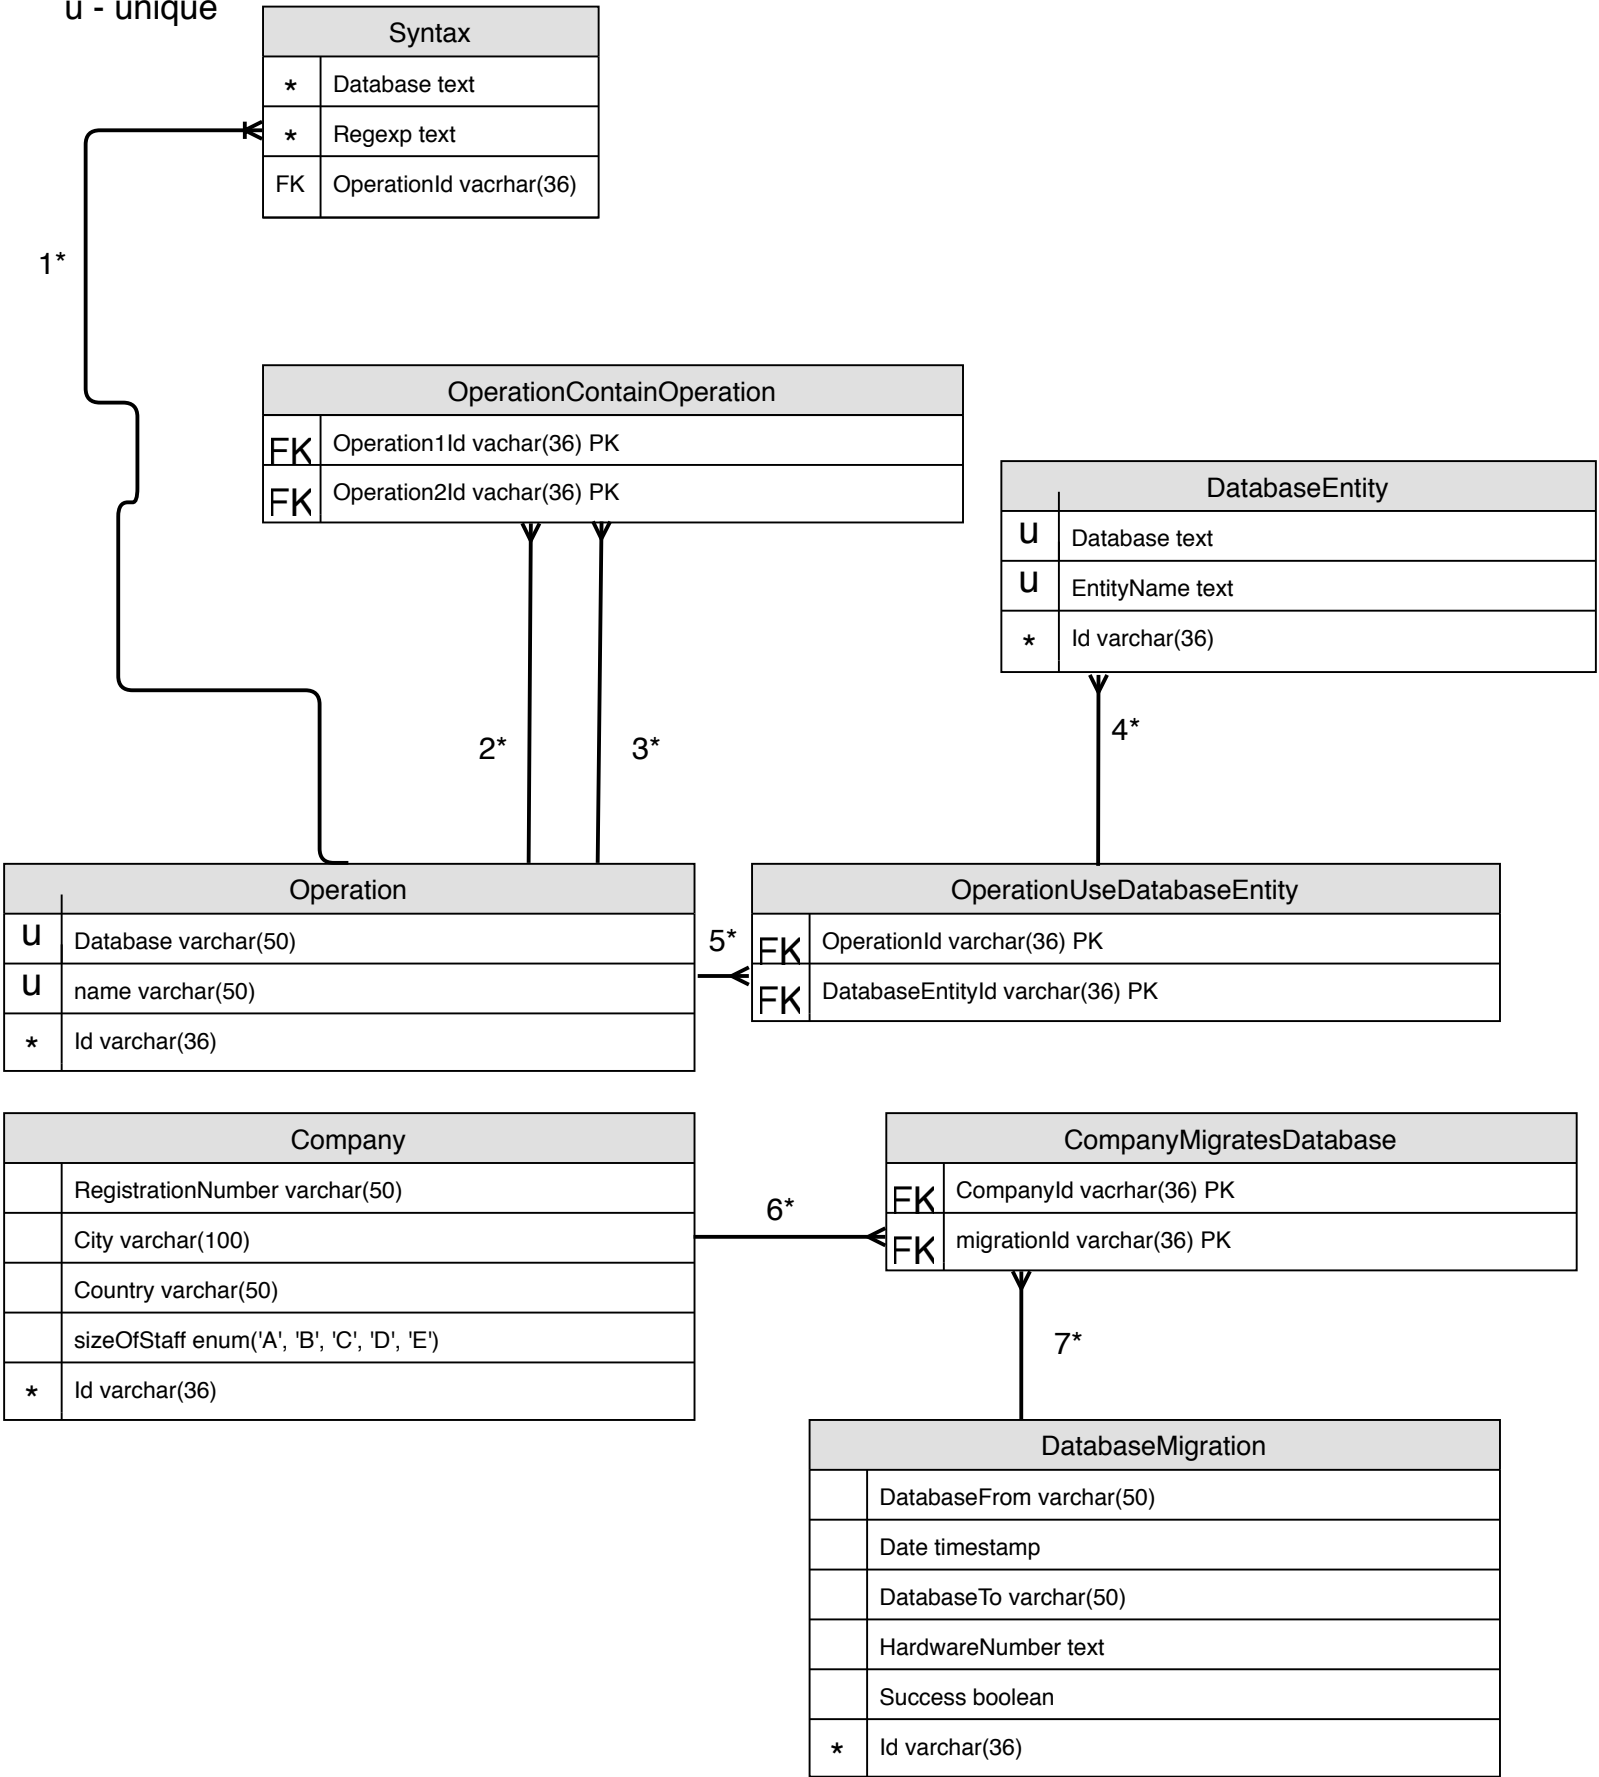 u - unique
Syntax
* Database text
* Regexp text
FK OperationId vacrhar(36)
1*
OperationContainOperation
FK Operation1Id vachar(36) PK
FK Operation2Id vachar(36) PK
DatabaseEntity
u Database text
u EntityName text
* Id varchar(36)
2*
3*
4*
Operation
u Database varchar(50)
u name varchar(50)
* Id varchar(36)
5*
OperationUseDatabaseEntity
FK OperationId varchar(36) PK
FK DatabaseEntityId varchar(36) PK
Company
RegistrationNumber varchar(50)
City varchar(100)
Country varchar(50)
sizeOfStaff enum('A', 'B', 'C', 'D', 'E')
* Id varchar(36)
6*
CompanyMigratesDatabase
FK CompanyId vacrhar(36) PK
FK migrationId varchar(36) PK
7*
DatabaseMigration
DatabaseFrom varchar(50)
Date timestamp
DatabaseTo varchar(50)
HardwareNumber text
Success boolean
* Id varchar(36)